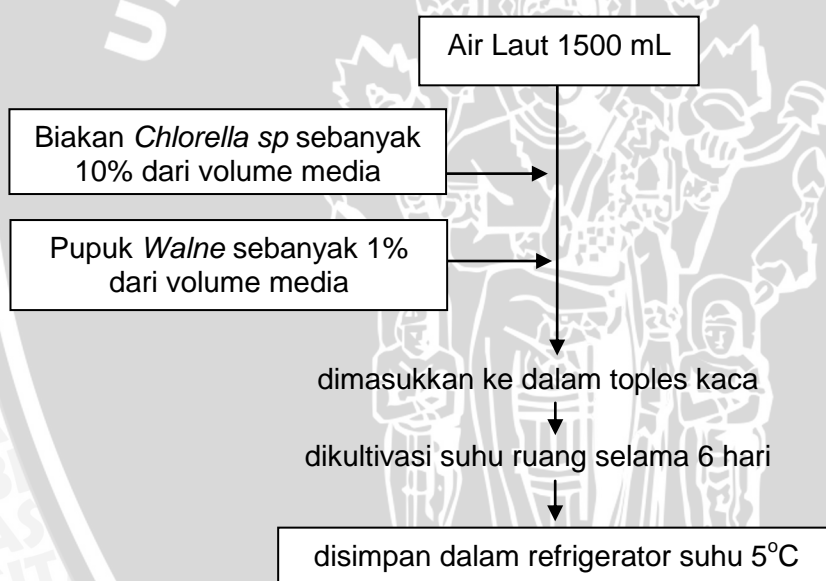 Air Laut 1500 mL
Biakan Chlorella sp sebanyak
10% dari volume media
Pupuk Walne sebanyak 1%
dari volume media
dimasukkan ke dalam toples kaca
dikultivasi suhu ruang selama 6 hari
disimpan dalam refrigerator suhu 5°C